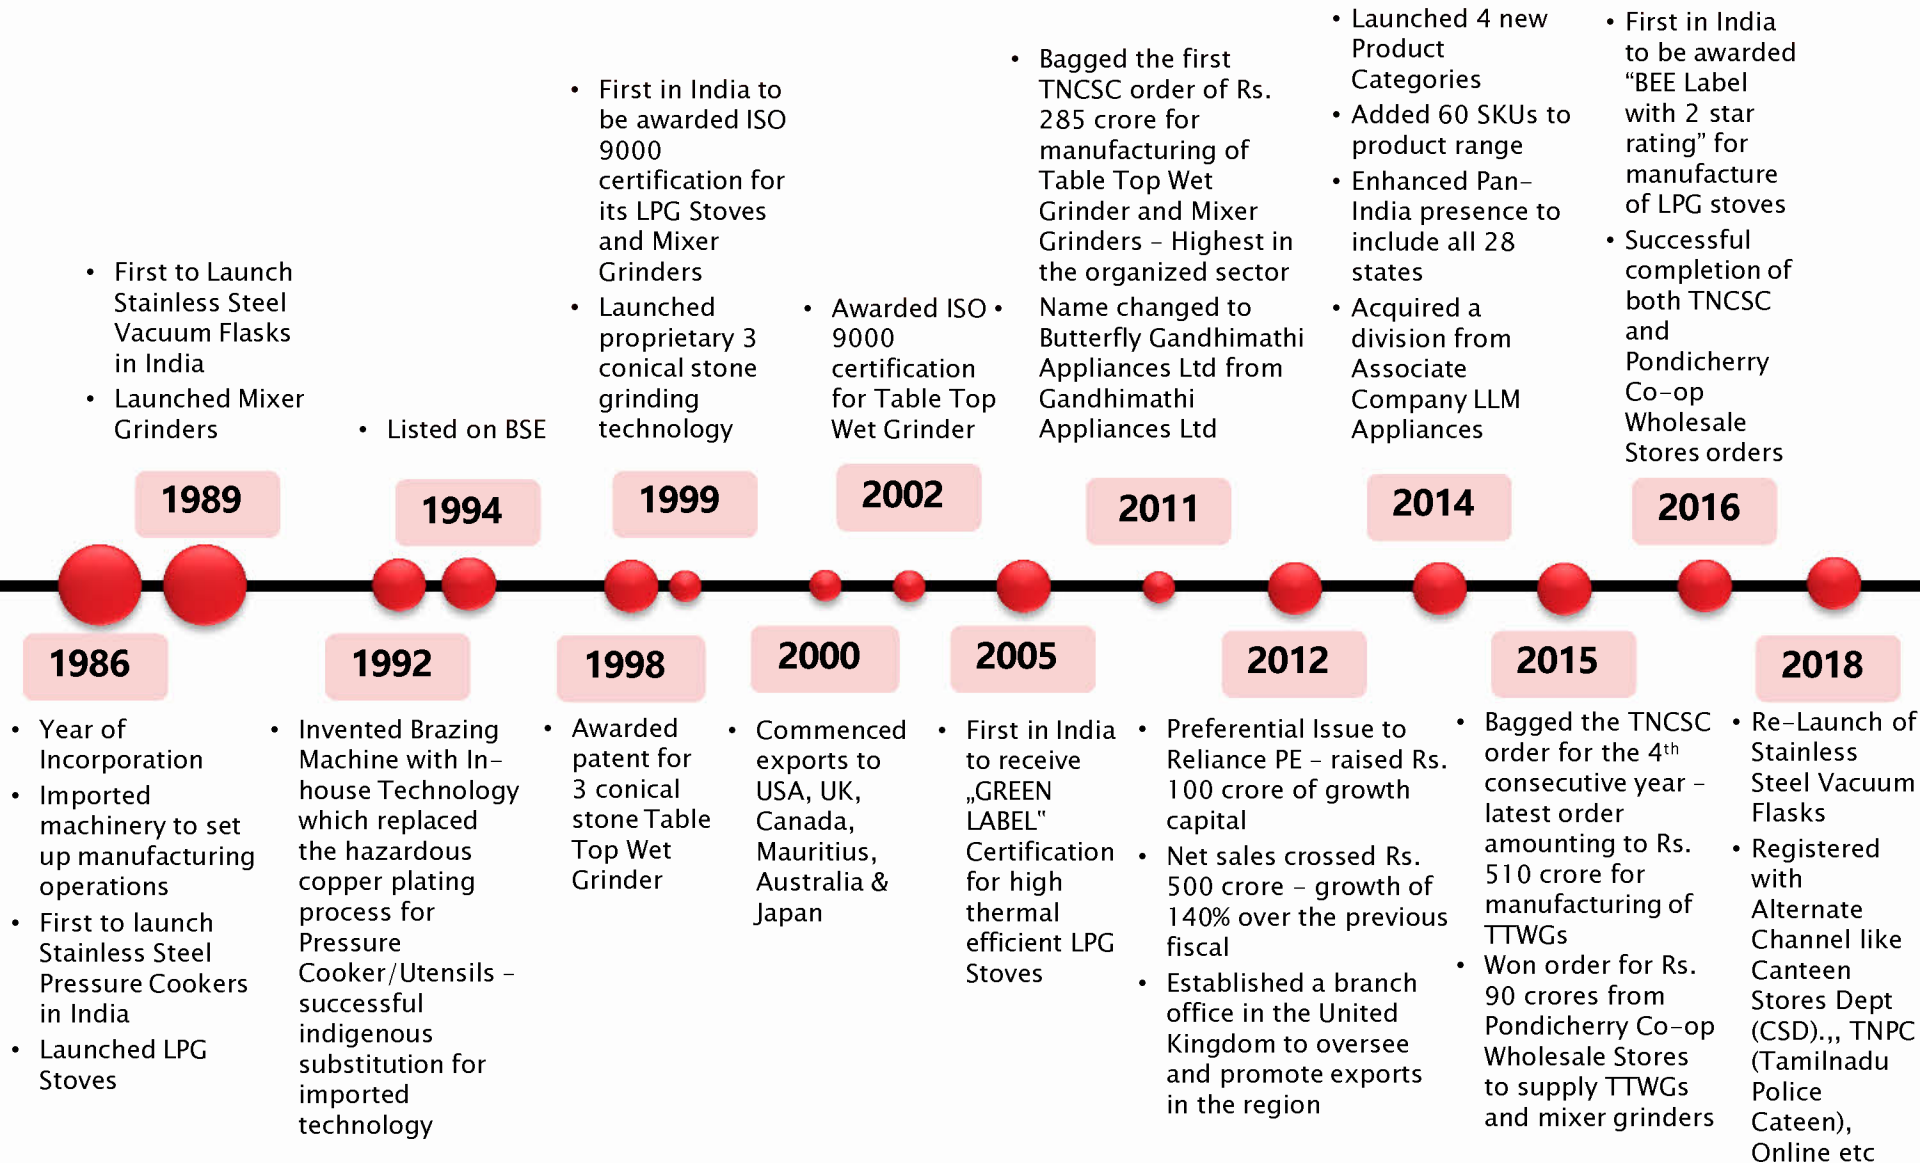 1986
• Year of
Incorporation
• Imported
machinery to set
up manufacturing
operations
• First to launch
Stainless Steel
Pressure Cookers
in India
• Launched LPG
Stoves
• First to Launch
Stainless Steel
Vacuum Flasks
in India
• Launched Mixer
Grinders
1989
1992
• Invented Brazing
Machine with In-
house Technology
which replaced
the hazardous
copper plating
process for
Pressure
Cooker/Utensils -
successful
indigenous
substitution for
imported
technology
• Listed on BSE
1994
1998
• Awarded
patent for
3 conical
stone Table
Top Wet
Grinder
• First in India to
be awarded ISO
9000
certification for
its LPG Stoves
and Mixer
Grinders
• Launched
proprietary 3
conical stone
grinding
technology
1999
2000
• Commenced
exports to
USA, UK,
Canada,
Mauritius,
Australia &
Japan
• Awarded ISO
9000
certification
for Table Top
Wet Grinder
2002
2005
• First in India
to receive
„GREEN
LABEL‟
Certification
for high
thermal
efficient LPG
Stoves
• Bagged the first
TNCSC order of Rs.
285 crore for
manufacturing of
Table Top Wet
Grinder and Mixer
Grinders - Highest in
the organized sector
• Name changed to
Butterfly Gandhimathi
Appliances Ltd from
Gandhimathi
Appliances Ltd
2011
2012
• Preferential Issue to
Reliance PE - raised Rs.
100 crore of growth
capital
• Net sales crossed Rs.
500 crore - growth of
140% over the previous
fiscal
• Established a branch
office in the United
Kingdom to oversee
and promote exports
in the region
• Launched 4 new
Product
Categories
• Added 60 SKUs to
product range
• Enhanced Pan-
India presence to
include all 28
states
• Acquired a
division from
Associate
Company LLM
Appliances
2014
2015
• Bagged the TNCSC
order for the 4th
consecutive year -
latest order
amounting to Rs.
510 crore for
manufacturing of
TTWGs
• Won order for Rs.
90 crores from
Pondicherry Co-op
Wholesale Stores
to supply TTWGs
and mixer grinders
• First in India
to be awarded
“BEE Label
with 2 star
rating” for
manufacture
of LPG stoves
• Successful
completion of
both TNCSC
and
Pondicherry
Co-op
Wholesale
Stores orders
2016
2018
• Re-Launch of
Stainless
Steel Vacuum
Flasks
• Registered
with
Alternate
Channel like
Canteen
Stores Dept
(CSD).,, TNPC
(Tamilnadu
Police
Cateen),
Online etc